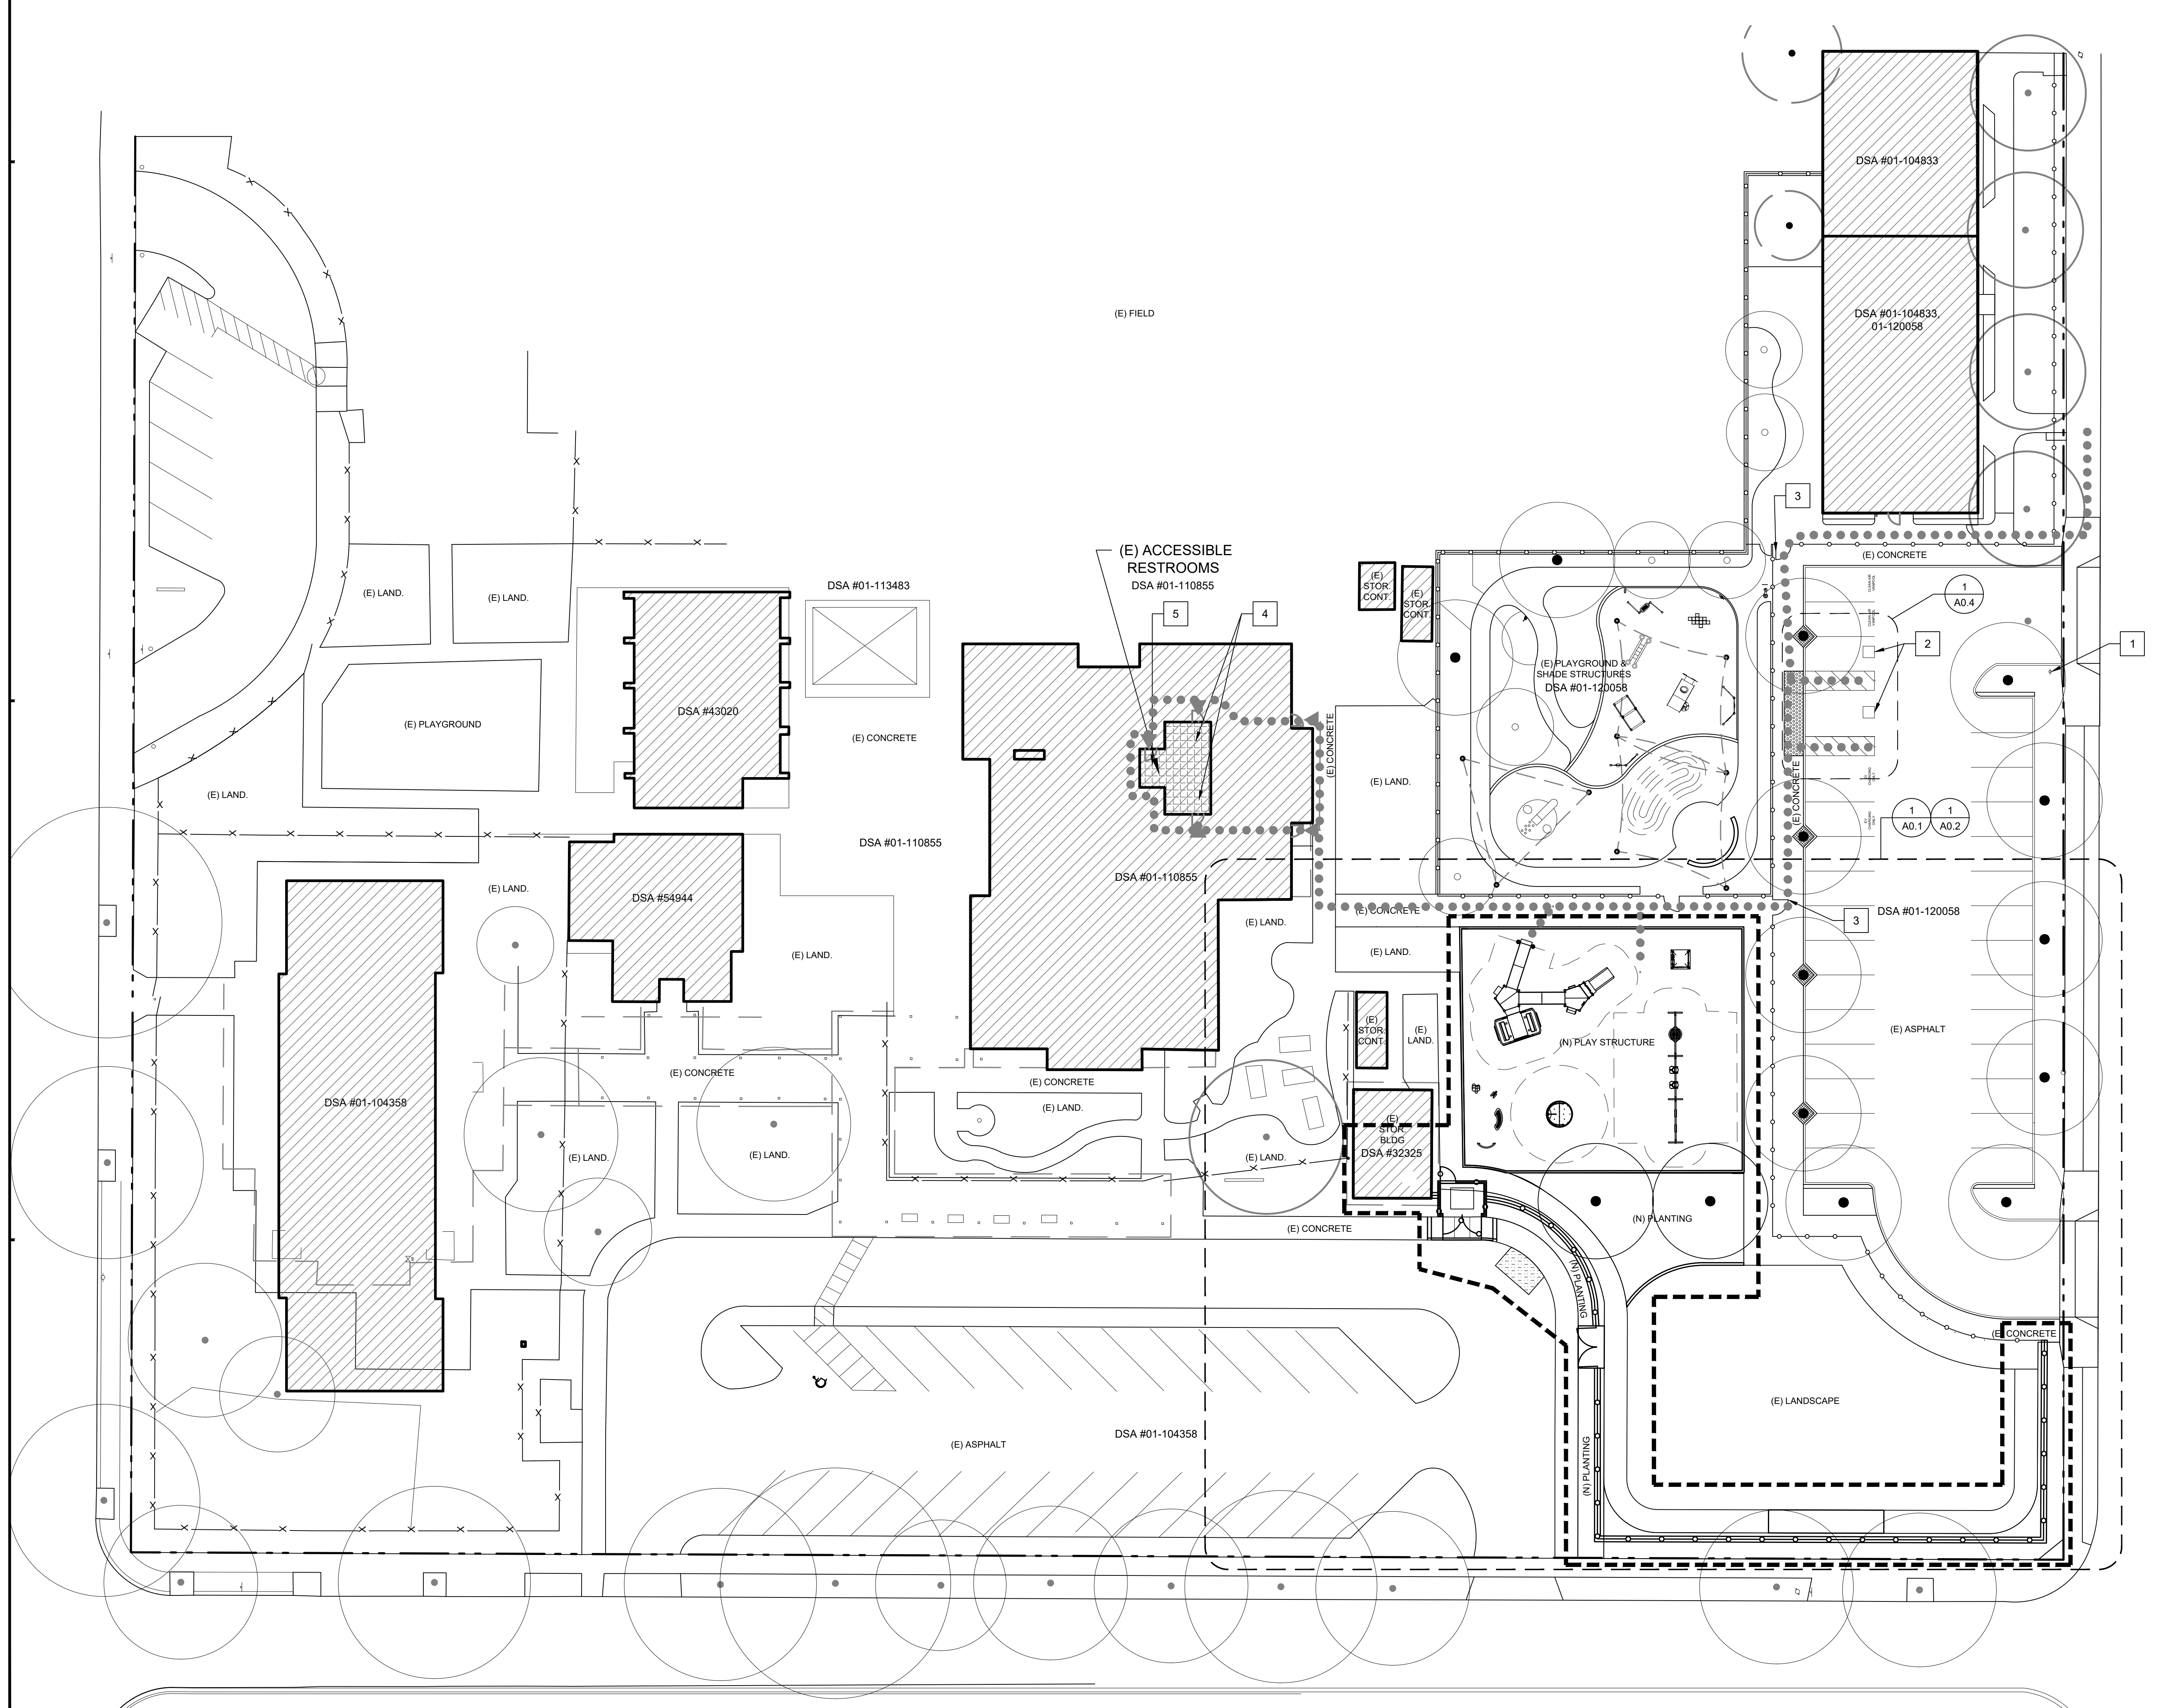 DSA #01-104833
DSA #01-104833,
01-120058
(E) FIELD
3
(E) CONCRETE
(E) ACCESSIBLE
RESTROOMS
DSA #01-110855
DSA #01-113483
5
4
(E)
STOR.
CONT.
(E)
STOR.
CONT.
(E) LAND.
(E) LAND.
1
A0.4
2
1
(E) PLAYGROUND &
SHADE STRUCTURES
DSA #01-120058
DSA #43020
(E) PLAYGROUND
(E) CONCRETE
(E) CONCRETE
(E) LAND.
(E) LAND.
(E) CONCRETE
1
A0.1
1
A0.2
DSA #01-110855
DSA #01-110855
(E) LAND.
DSA #54944
(E) CONCRETE
(E) LAND.
3
DSA #01-120058
(E) LAND.
(E) LAND.
(E)
STOR.
CONT.
(E)
LAND.
(N) PLAY STRUCTURE
(E) ASPHALT
(E) CONCRETE
(E) CONCRETE
DSA #01-104358
(E) LAND.
(E)
STOR.
BLDG
DSA #32325
(E) LAND.
(E) LAND.
(E) LAND.
(N) PLANTING
(E) CONCRETE
(N) PLANTING
(E) CONCRETE
(E) LANDSCAPE
DSA #01-104358
(E) ASPHALT
(N) PLANTING